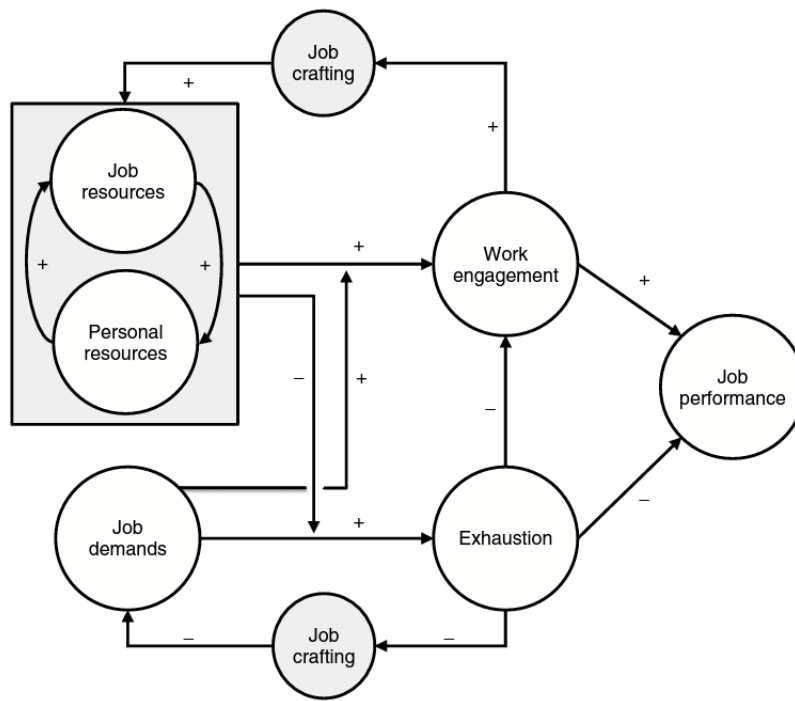 Job
crafting
+
+
Job
resources
+
+
+
Work
engagement
+
Personal
resources
–
+
Job
performance
–
Job
demands
+
Exhaustion
–
–
Job
crafting
–